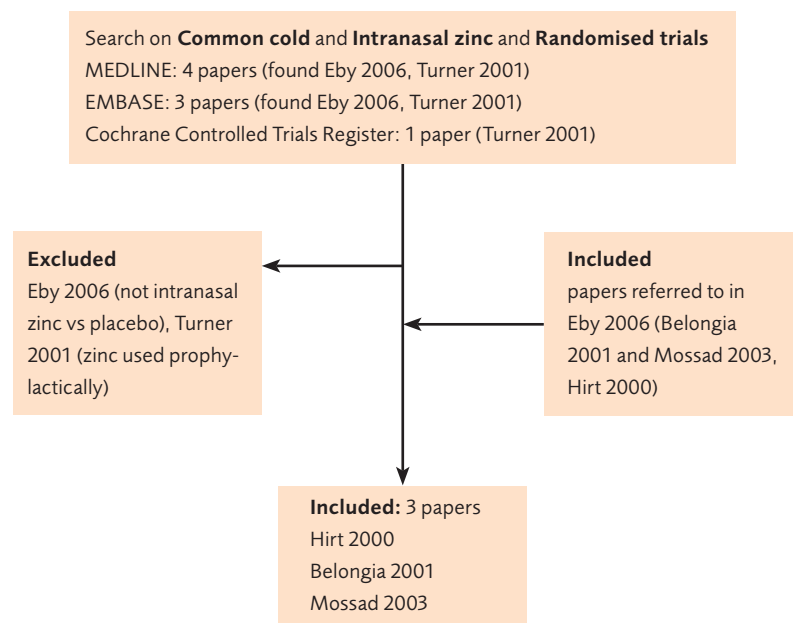 Search on Common cold and Intranasal zinc and Randomised trials
MEDLINE: 4 papers (found Eby 2006, Turner 2001)
EMBASE: 3 papers (found Eby 2006, Turner 2001)
Cochrane Controlled Trials Register: 1 paper (Turner 2001)
Excluded
Eby 2006 (not intranasal
zinc vs placebo), Turner
2001 (zinc used prophy-
lactically)
Included
papers referred to in
Eby 2006 (Belongia
2001 and Mossad 2003,
Hirt 2000)
Included: 3 papers
Hirt 2000
Belongia 2001
Mossad 2003